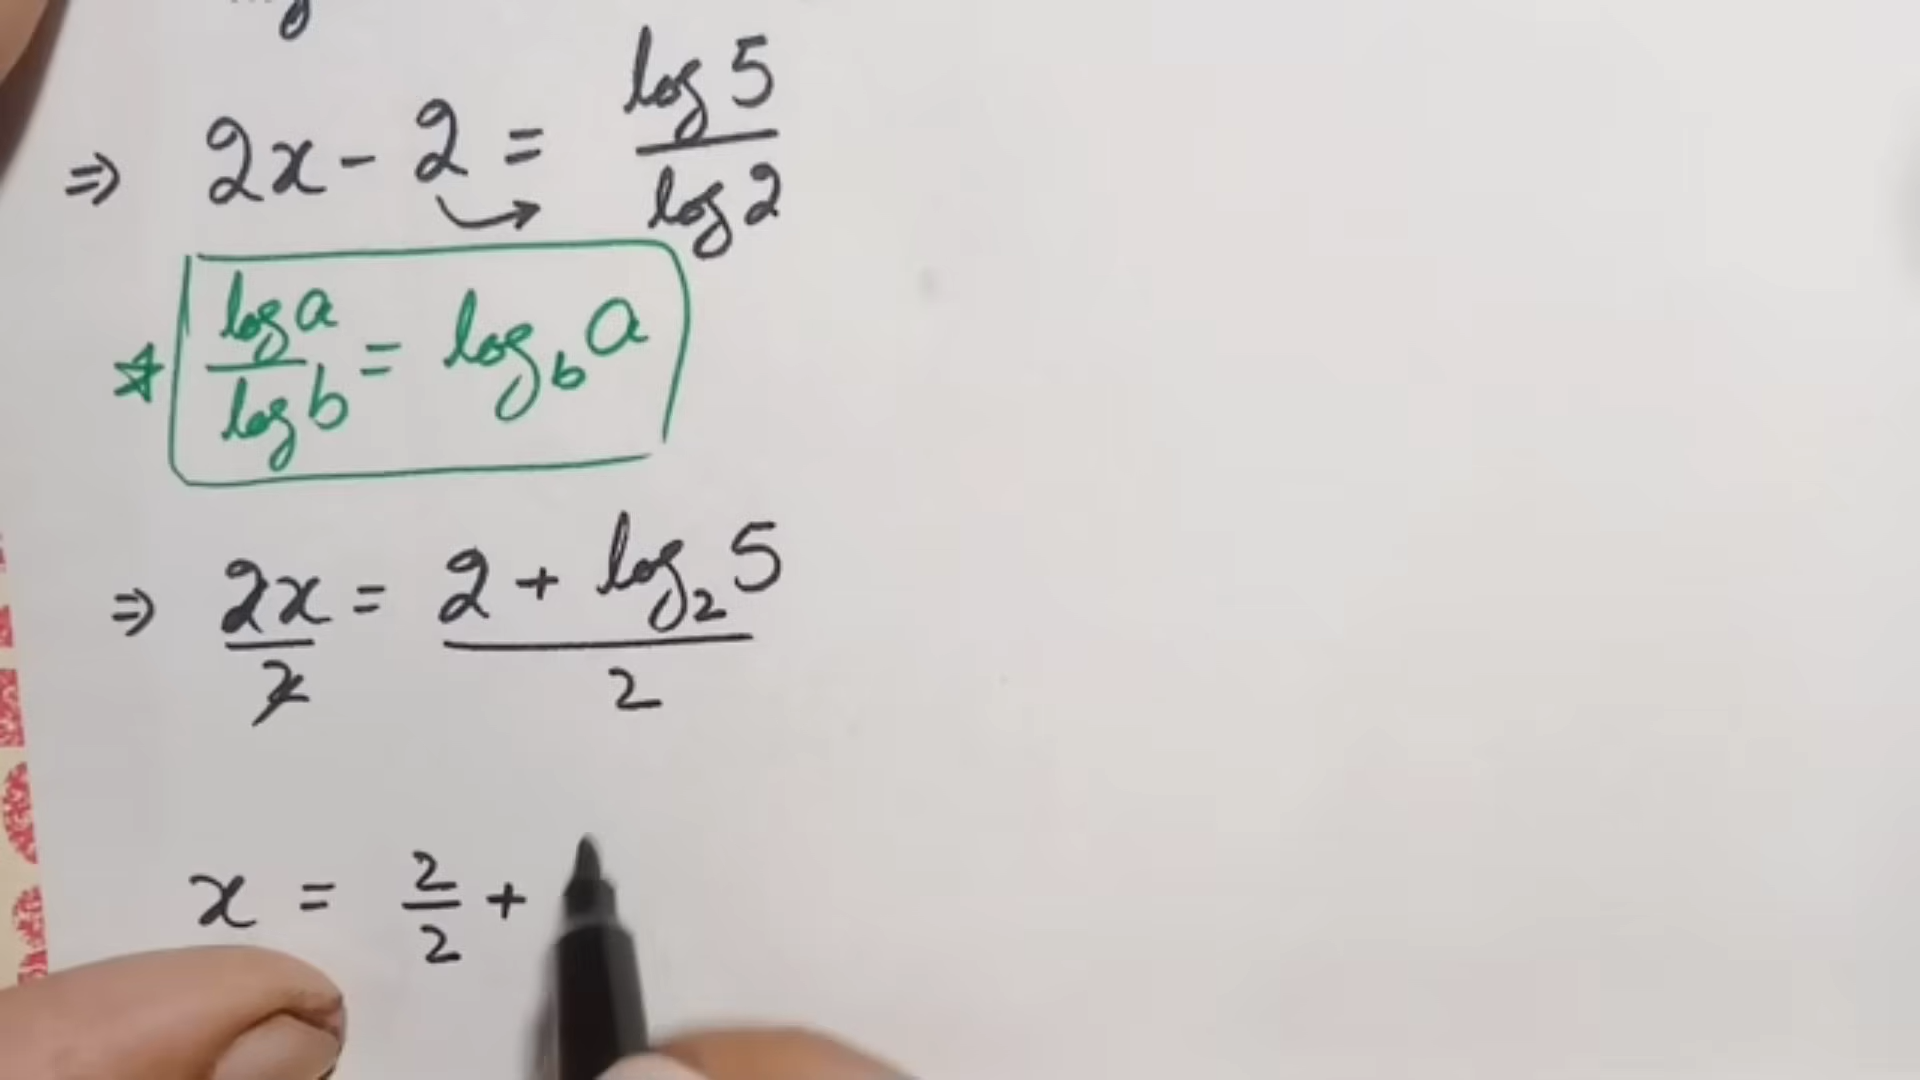 ⇒ 2x - 2 = log 5 / log 2
☆ log a / log b = log_b a
⇒ 2x / 2 = 2 + log_2 5 / 2
x = 2/2 +